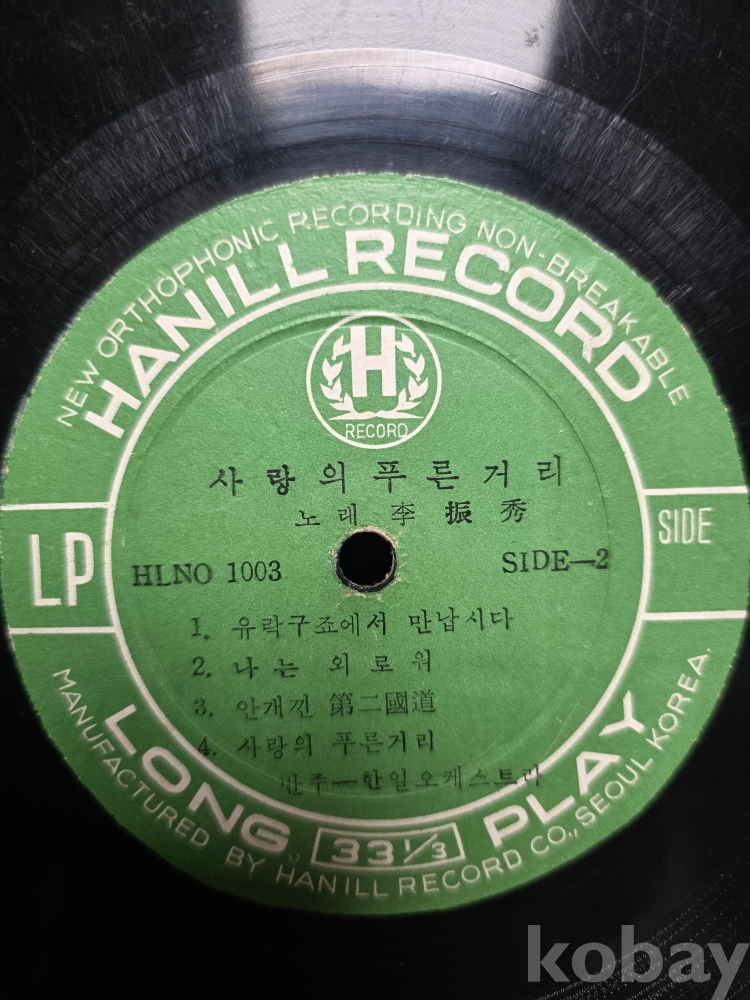 NEW ORTHOPHONIC RECORDING NON-BREAKABLE
HANILL RECORD
H
RECORD
사랑의푸른거리
노래 李振秀
LP
SIDE
HLNO 1003
SIDE—2
1. 유락구죠에서 만납시다
2. 나는 외로워
3. 안개낀 第二國道
4. 사랑의 푸른거리
반주—한일오케스트라
LONG 33 1/3 PLAY
MANUFACTURED BY HANILL RECORD CO., SEOUL KOREA.
kobay